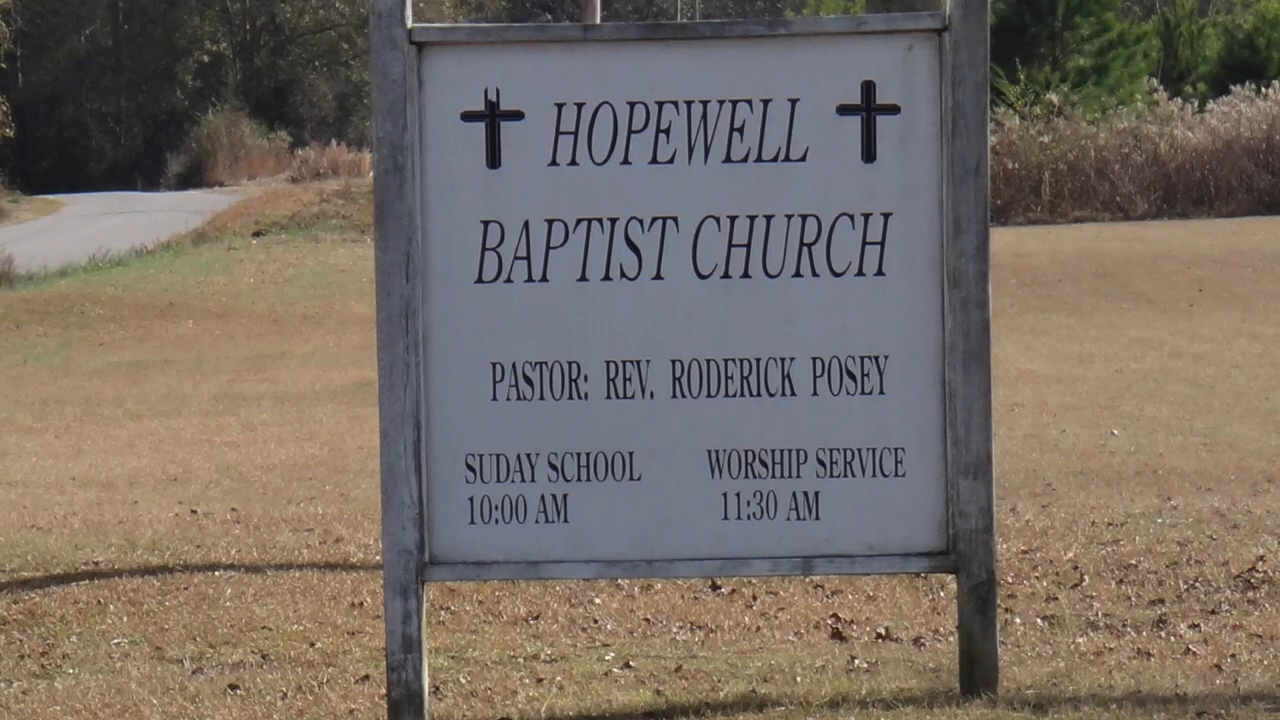 HOPEWELL
BAPTIST CHURCH
PASTOR: REV. RODERICK POSEY
SUDAY SCHOOL WORSHIP SERVICE
10:00 AM 11:30 AM